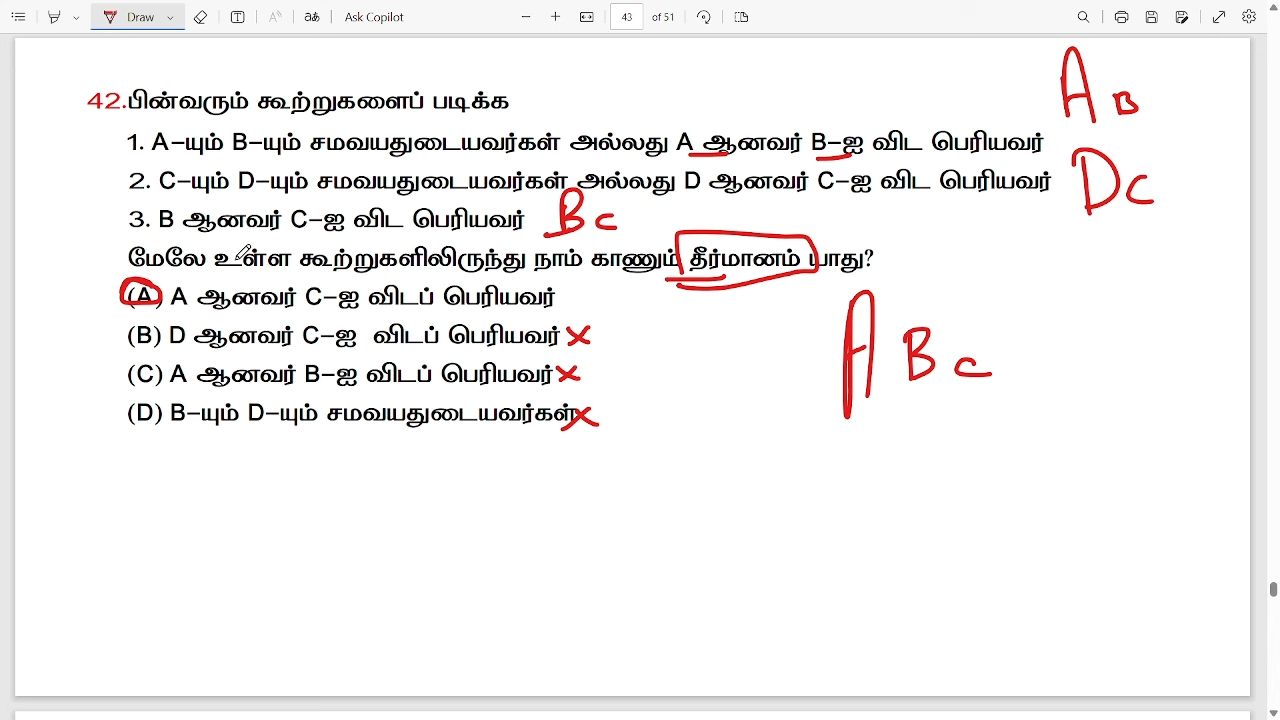 Draw
Ask Copilot
43 of 51
42.பின்வரும் கூற்றுகளைப் படிக்க
1. A-யும் B-யும் சமவயதுடையவர்கள் அல்லது A ஆனவர் B-ஐ விட பெரியவர்
2. C-யும் D-யும் சமவயதுடையவர்கள் அல்லது D ஆனவர் C-ஐ விட பெரியவர்
3. B ஆனவர் C-ஐ விட பெரியவர்
மேலே உள்ள கூற்றுகளிலிருந்து நாம் காணும் தீர்மானம் யாது?
(A) A ஆனவர் C-ஐ விடப் பெரியவர்
(B) D ஆனவர் C-ஐ விடப் பெரியவர்
(C) A ஆனவர் B-ஐ விடப் பெரியவர்
(D) B-யும் D-யும் சமவயதுடையவர்கள்
A B
D C
B C
A B C